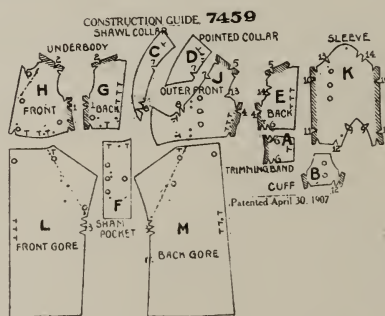 CONSTRUCTION GUIDE 7459
SHAWL COLLAR
POINTED COLLAR
SLEEVE
UNDERBODY
C
D
H
FRONT
G
BACK
J
OUTER FRONT
E
BACK
K
A
TRIMMING BAND
B
CUFF
Patented April 30, 1907
L
FRONT GORE
F
SHAM
POCKET
M
BACK GORE